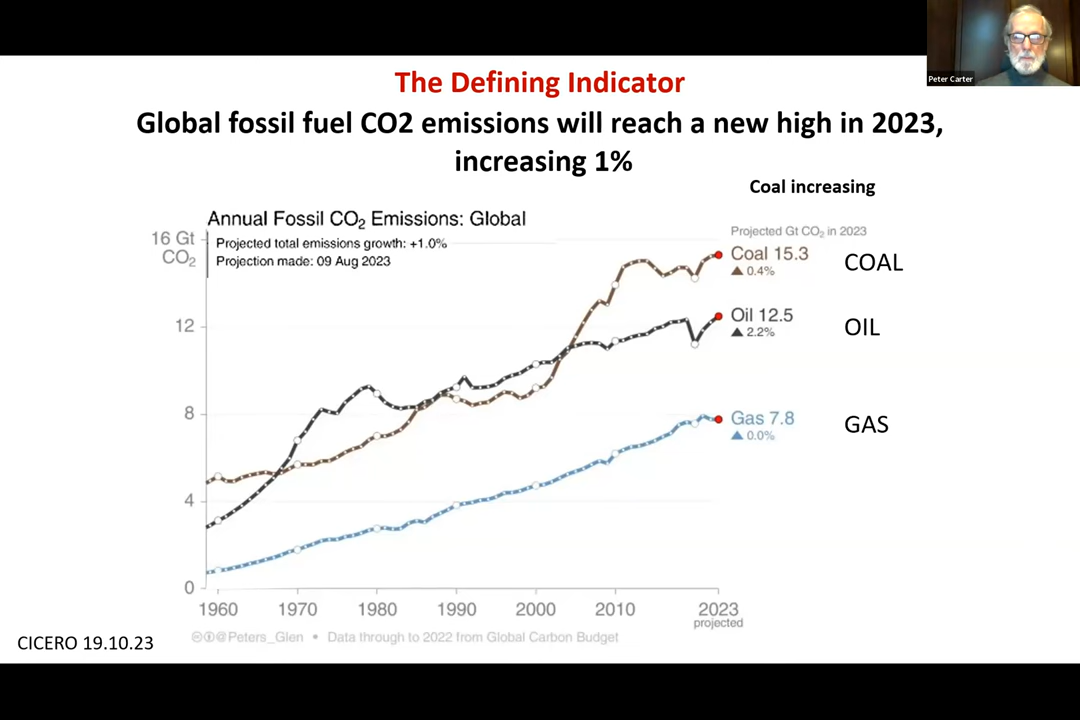 Peter Carter
The Defining Indicator
Global fossil fuel CO2 emissions will reach a new high in 2023,
increasing 1%
Coal increasing
Annual Fossil CO₂ Emissions: Global
Projected total emissions growth: +1.0%
Projection made: 09 Aug 2023
Projected Gt CO₂ in 2023
16 Gt
CO₂
12
8
4
0
Coal 15.3
▲ 0.4%
COAL
Oil 12.5
▲ 2.2%
OIL
Gas 7.8
▲ 0.0%
GAS
1960 1970 1980 1990 2000 2010 2023
projected
@Peters_Glen • Data through to 2022 from Global Carbon Budget
CICERO 19.10.23